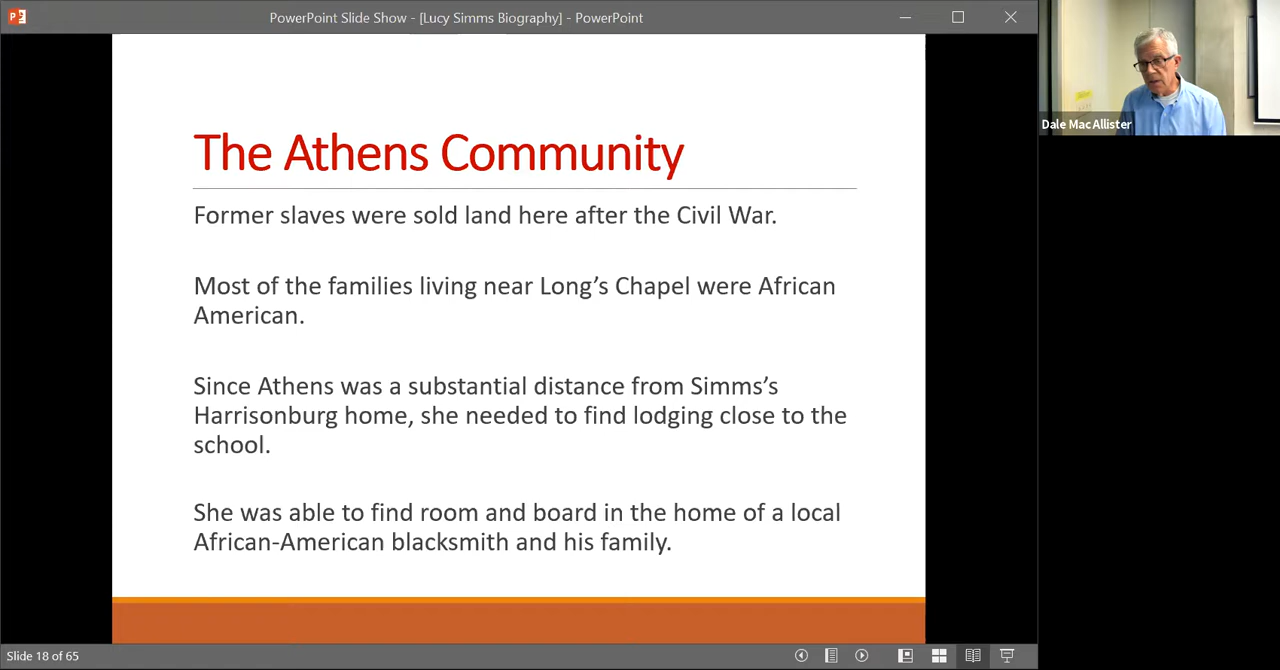 PowerPoint Slide Show - [Lucy Simms Biography] - PowerPoint
Dale Mac Allister
The Athens Community
Former slaves were sold land here after the Civil War.
Most of the families living near Long's Chapel were African
American.
Since Athens was a substantial distance from Simms's
Harrisonburg home, she needed to find lodging close to the
school.
She was able to find room and board in the home of a local
African-American blacksmith and his family.
Slide 18 of 65